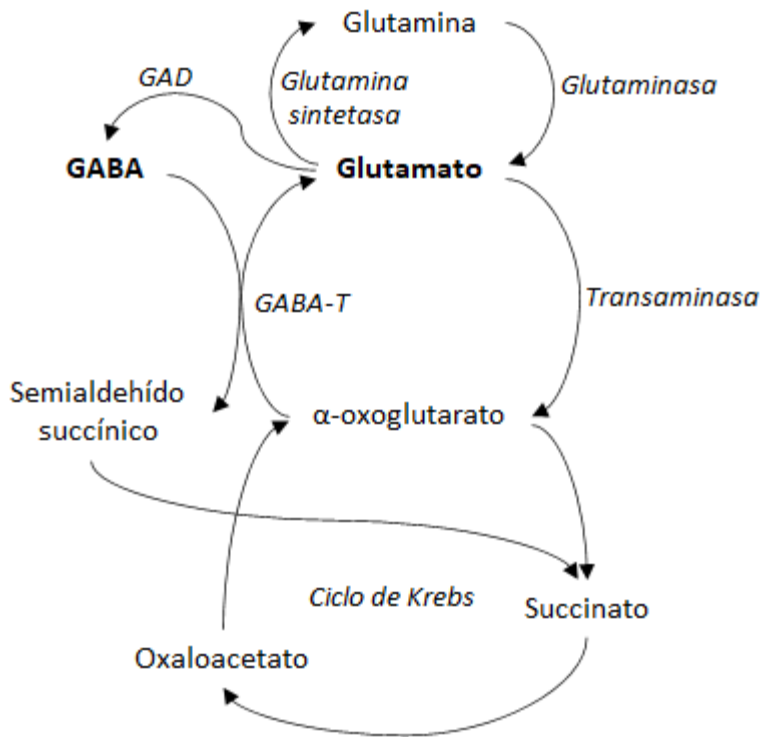 Glutamina
GAD
Glutamina
sintetasa
Glutaminasa
GABA
Glutamato
GABA-T
Transaminasa
Semialdehído
succínico
α-oxoglutarato
Ciclo de Krebs
Succinato
Oxaloacetato